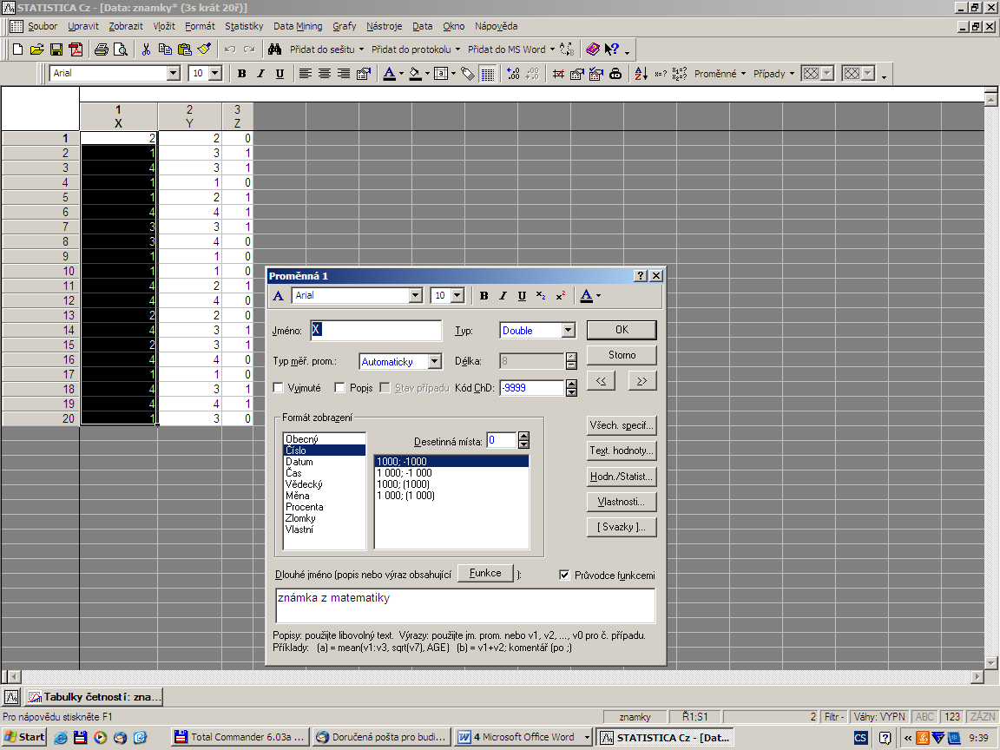 STATISTICA Cz - [Data: znamky* (3s krát 20ř)]
Soubor Upravit Zobrazit Vložit Formát Statistiky Data Mining Grafy Nástroje Data Okno Nápověda
Přidat do sešitu Přidat do protokolu Přidat do MS Word
Arial 10 B I U Proměnné Případy
1 2 3
X Y Z
1 2 2 0
2 1 3 1
3 4 3 1
4 1 1 0
5 1 2 1
6 4 4 1
7 3 3 1
8 3 4 0
9 1 1 0
10 1 1 0
11 4 2 1
12 4 4 0
13 2 2 0
14 4 3 1
15 2 3 1
16 4 4 0
17 1 1 0
18 4 3 1
19 4 4 1
20 1 3 0
Proměnná 1
A Arial 10 B I U x₂ x² A
Jméno: X Typ: Double OK
Typ měř. prom.: Automaticky Délka: 8 Storno
Vyjmuté Popis Stav případu Kód ChD: -9999 << >>
Formát zobrazení
Obecný
Číslo
Datum
Čas
Vědecký
Měna
Procenta
Zlomky
Vlastní
Desetinná místa: 0
1000; -1000
1 000; -1 000
1000; (1000)
1 000; (1 000)
Všech. specif...
Text. hodnoty...
Hodn./Statist...
Vlastnosti...
[ Svazky ]...
Dlouhé jméno (popis nebo výraz obsahující Funkce ): Průvodce funkcemi
známka z matematiky
Popisy: použijte libovolný text. Výrazy: použijte jm. prom. nebo v1, v2, ..., v0 pro č. případu.
Příklady: (a) = mean(v1:v3, sqrt(v7), AGE) (b) = v1+v2; komentář (po ;)
Tabulky četností: zna...
Pro nápovědu stiskněte F1 znamky Ř1;S1 2 Filtr - Váhy: VYPN ABC 123 ZÁZN
Start Total Commander 6.03a ... Doručená pošta pro budi... 4 Microsoft Office Word STATISTICA Cz - [Dat... CS « 9:39